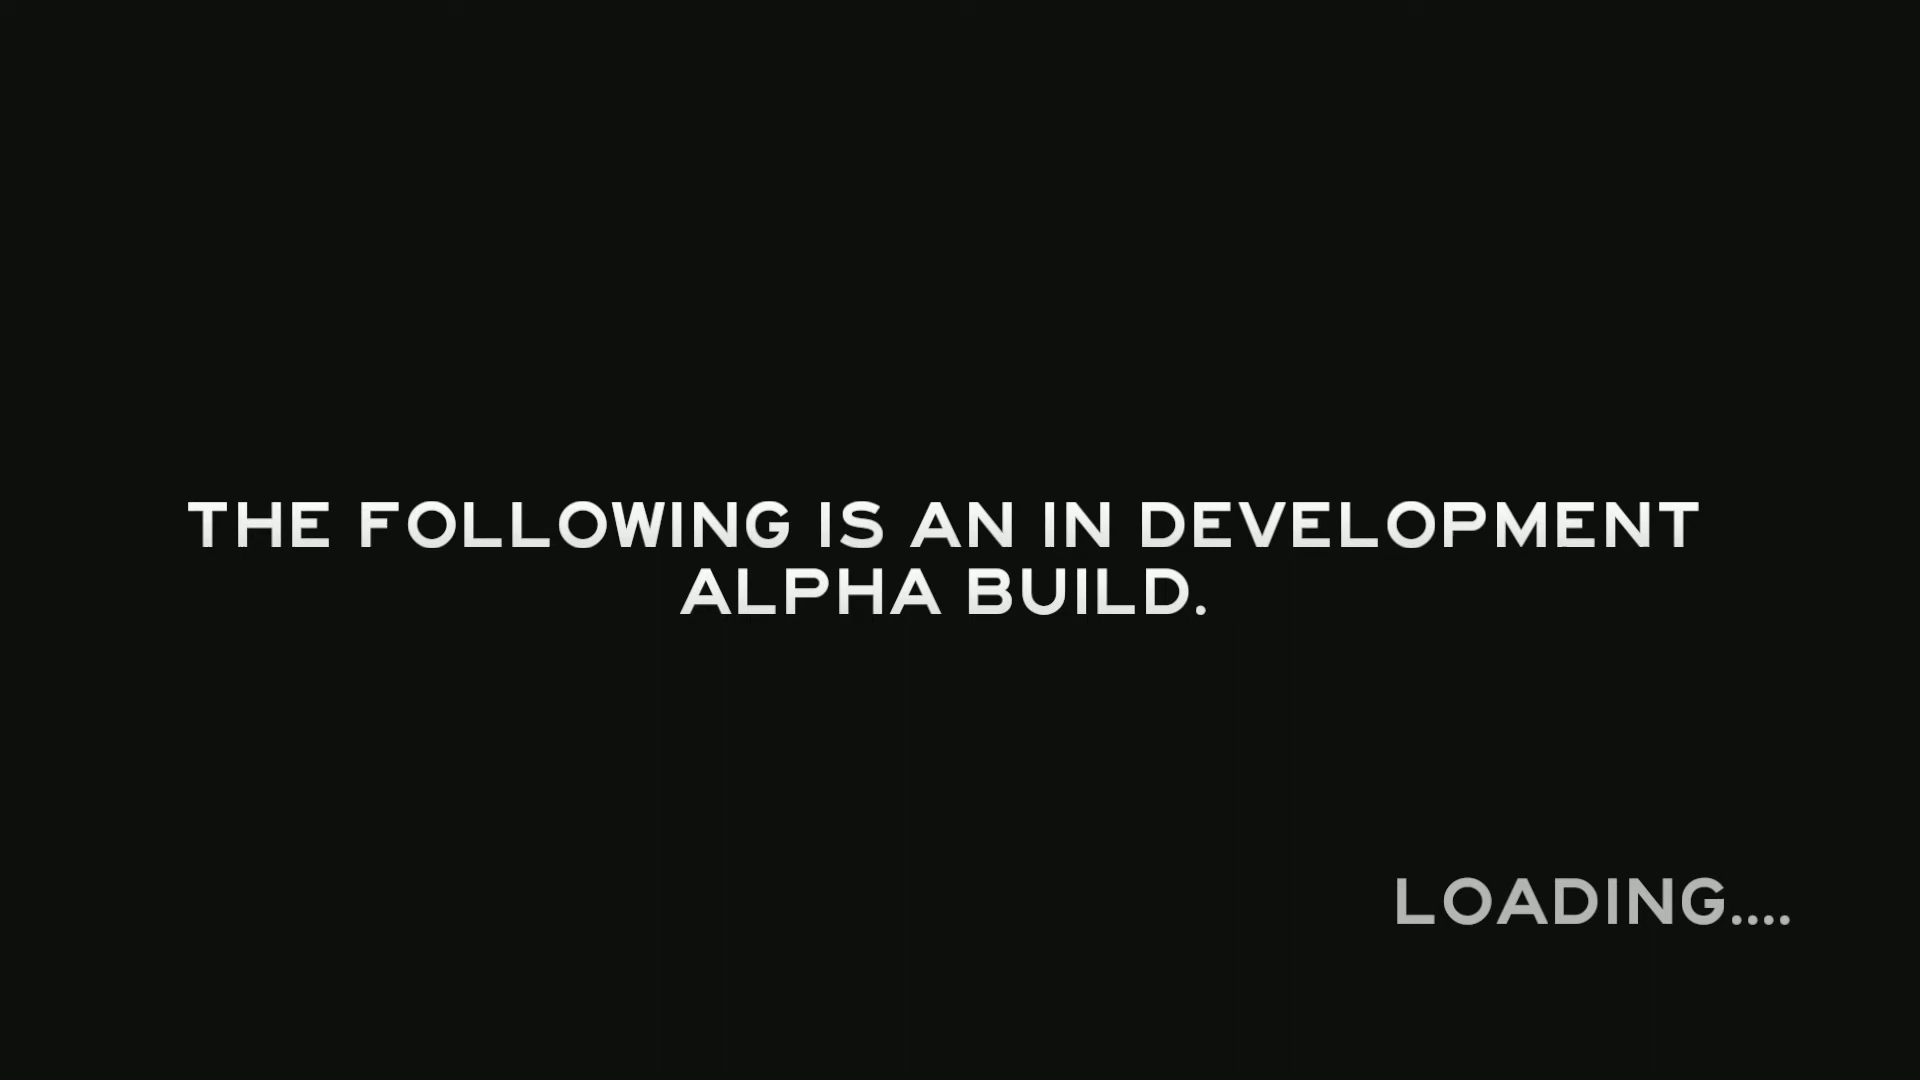 THE FOLLOWING IS AN IN DEVELOPMENT
ALPHA BUILD.
LOADING....